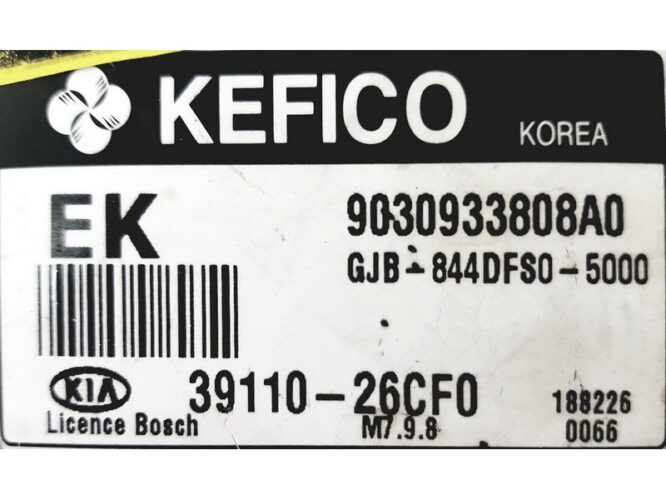 KEFICO KOREA
EK 9030933808A0
GJB-844DFS0-5000
KIA 39110-26CF0 188226
Licence Bosch M7.9.8 0066